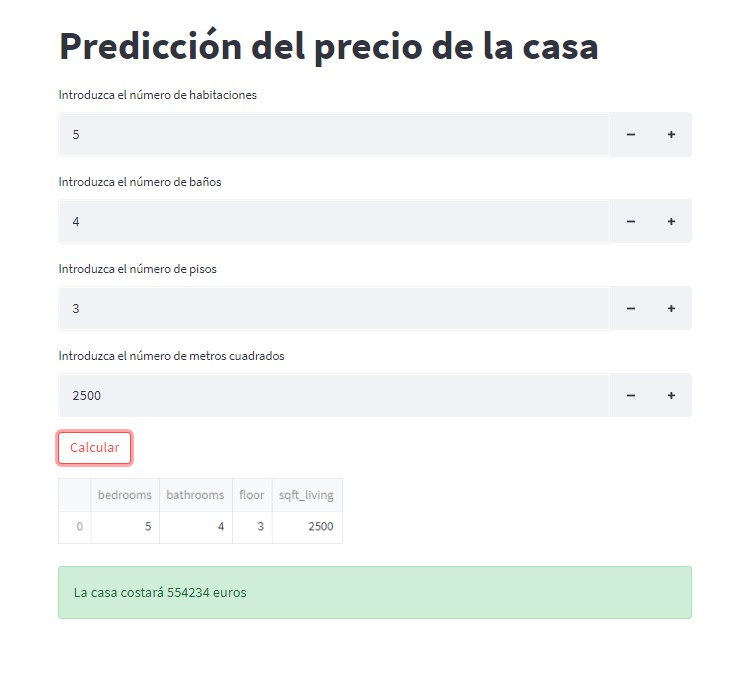 Predicción del precio de la casa
Introduzca el número de habitaciones
5 − +
Introduzca el número de baños
4 − +
Introduzca el número de pisos
3 − +
Introduzca el número de metros cuadrados
2500 − +
Calcular
bedrooms bathrooms floor sqft_living
0 5 4 3 2500
La casa costará 554234 euros